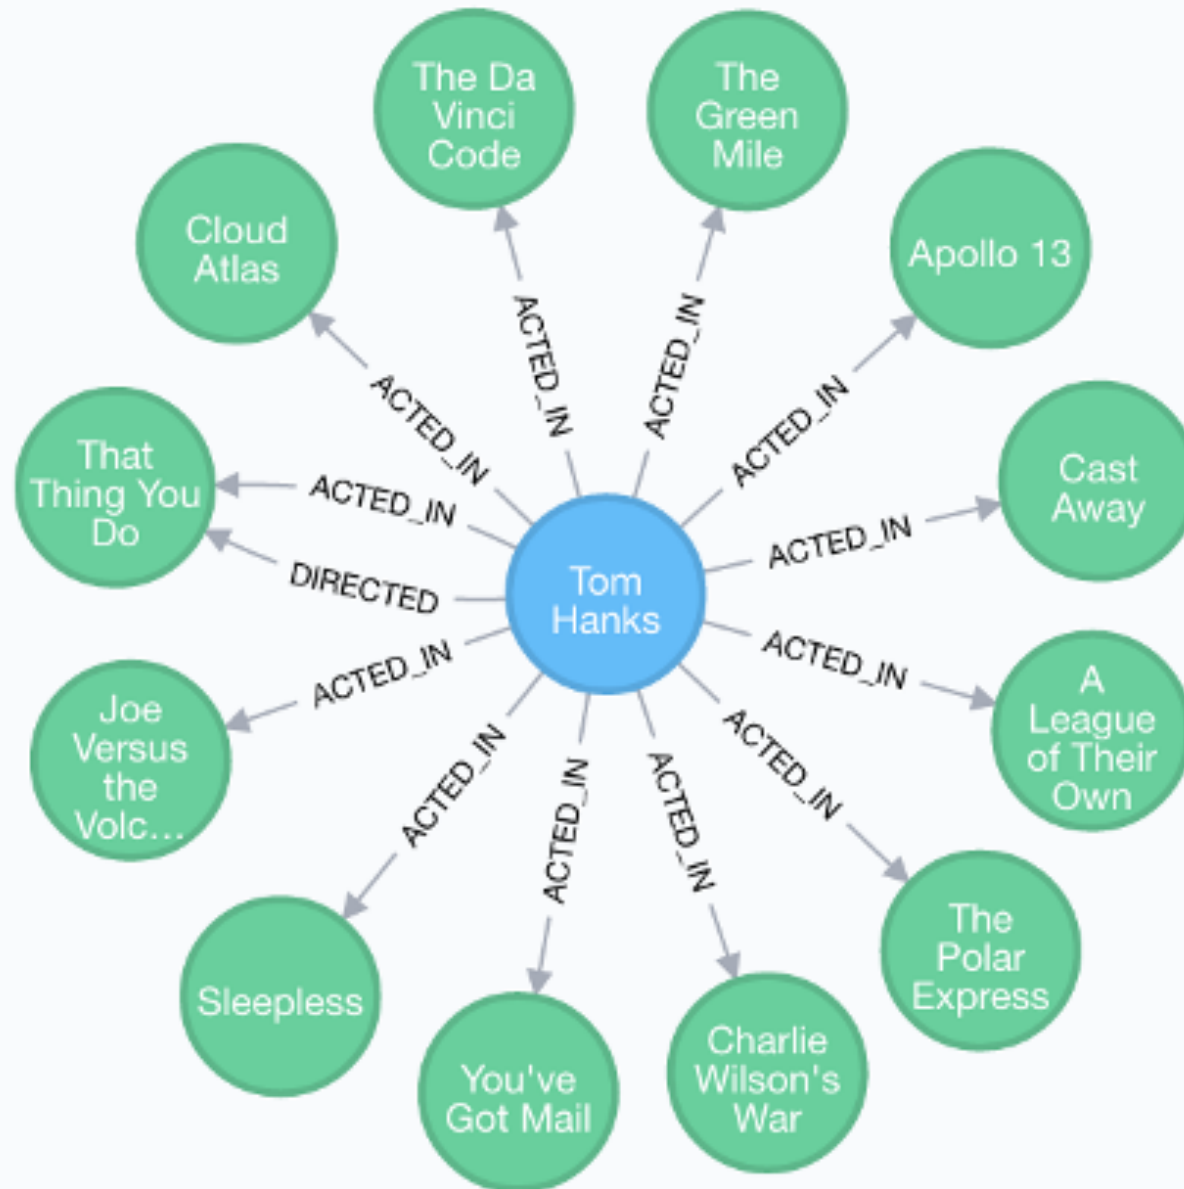 The Da
Vinci
Code
The
Green
Mile
Cloud
Atlas
Apollo 13
ACTED_IN
ACTED_IN
ACTED_IN
ACTED_IN
That
Thing You
Do
ACTED_IN
Cast
Away
ACTED_IN
DIRECTED
Tom
Hanks
ACTED_IN
ACTED_IN
Joe
Versus
the
Volc...
A
League
of Their
Own
ACTED_IN
ACTED_IN
ACTED_IN
ACTED_IN
The
Polar
Express
Sleepless
You've
Got Mail
Charlie
Wilson's
War